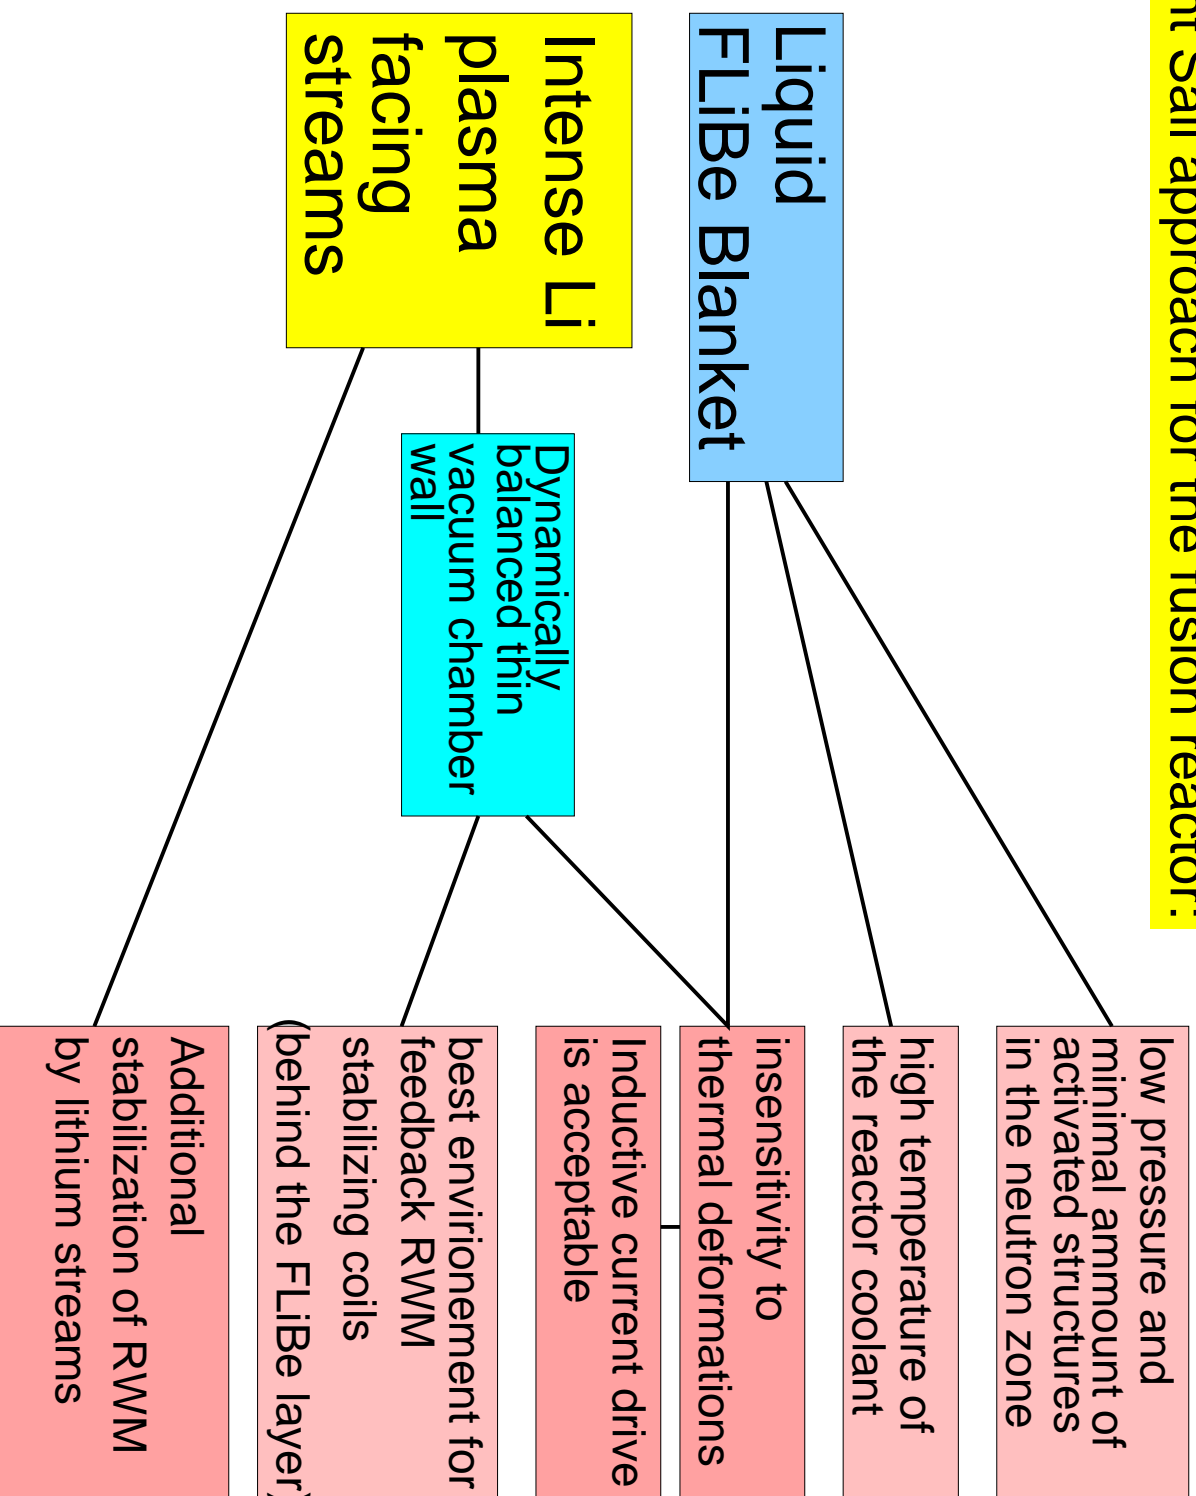 Sail approach for the fusion reactor:
Liquid
FLiBe Blanket
Intense Li
plasma
facing
streams
Dynamically
balanced thin
vacuum chamber
wall
low pressure and
minimal ammount of
activated structures
in the neutron zone
high temperature of
the reactor coolant
insensitivity to
thermal deformations
Inductive current drive
is acceptable
best envirionement for
feedback RWM
stabilizing coils
(behind the FLiBe layer)
Additional
stabilization of RWM
by lithium streams